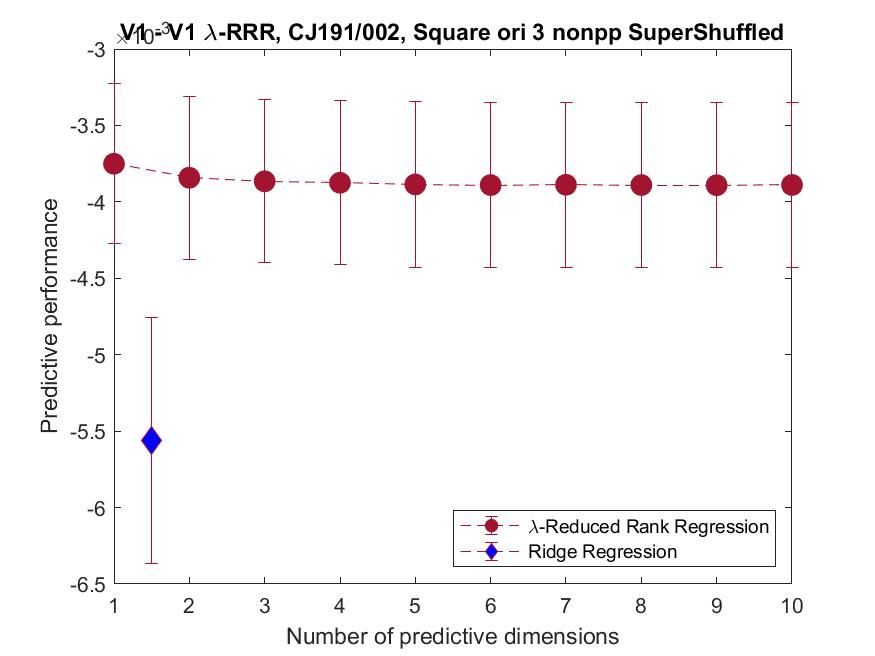 V1 - V1 λ-RRR, CJ191/002, Square ori 3 nonpp SuperShuffled
×10-3
-3
-3.5
-4
-4.5
-5
-5.5
-6
-6.5
Predictive performance
1 2 3 4 5 6 7 8 9 10
Number of predictive dimensions
λ-Reduced Rank Regression
Ridge Regression